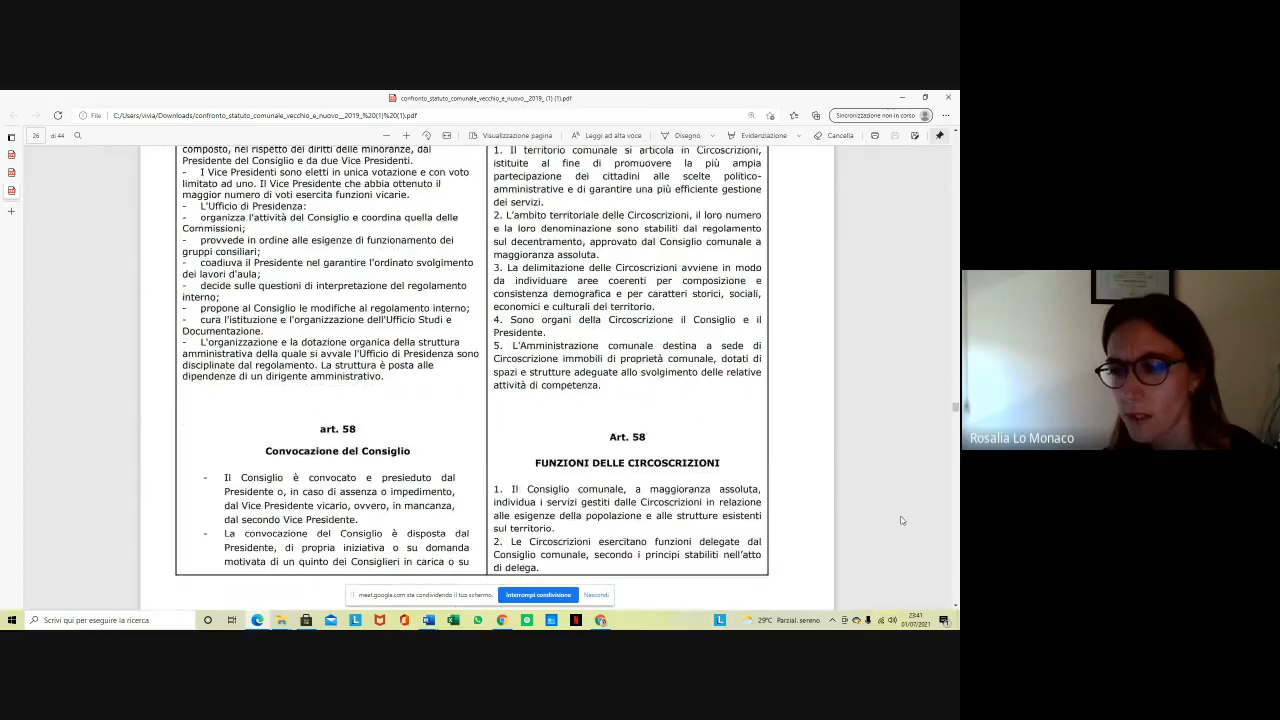 confronto_statuto_comunale_vecchio_e_nuovo__2019_ (1) (1).pdf
File
C:/Users/vivia/Downloads/confronto_statuto_comunale_vecchio_e_nuovo__2019_%20(1)%20(1).pdf
Sincronizzazione non in corso
26 di 44
Visualizzazione pagina
Leggi ad alta voce
Disegno
Evidenziazione
Cancella
composto, nel rispetto dei diritti delle minoranze, dal
Presidente del Consiglio e da due Vice Presidenti.
- I Vice Presidenti sono eletti in unica votazione e con voto
limitato ad uno. Il Vice Presidente che abbia ottenuto il
maggior numero di voti esercita funzioni vicarie.
- L'Ufficio di Presidenza:
- organizza l'attività del Consiglio e coordina quella delle
Commissioni;
- provvede in ordine alle esigenze di funzionamento dei
gruppi consiliari;
- coadiuva il Presidente nel garantire l'ordinato svolgimento
dei lavori d'aula;
- decide sulle questioni di interpretazione del regolamento
interno;
- propone al Consiglio le modifiche al regolamento interno;
- cura l'istituzione e l'organizzazione dell'Ufficio Studi e
Documentazione.
- L'organizzazione e la dotazione organica della struttura
amministrativa della quale si avvale l'Ufficio di Presidenza sono
disciplinate dal regolamento. La struttura è posta alle
dipendenze di un dirigente amministrativo.
art. 58
Convocazione del Consiglio
- Il Consiglio è convocato e presieduto dal
Presidente o, in caso di assenza o impedimento,
dal Vice Presidente vicario, ovvero, in mancanza,
dal secondo Vice Presidente.
- La convocazione del Consiglio è disposta dal
Presidente, di propria iniziativa o su domanda
motivata di un quinto dei Consiglieri in carica o su
1. Il territorio comunale si articola in Circoscrizioni,
istituite al fine di promuovere la più ampia
partecipazione dei cittadini alle scelte politico-
amministrative e di garantire una più efficiente gestione
dei servizi.
2. L'ambito territoriale delle Circoscrizioni, il loro numero
e la loro denominazione sono stabiliti dal regolamento
sul decentramento, approvato dal Consiglio comunale a
maggioranza assoluta.
3. La delimitazione delle Circoscrizioni avviene in modo
da individuare aree coerenti per composizione e
consistenza demografica e per caratteri storici, sociali,
economici e culturali del territorio.
4. Sono organi della Circoscrizione il Consiglio e il
Presidente.
5. L'Amministrazione comunale destina a sede di
Circoscrizione immobili di proprietà comunale, dotati di
spazi e strutture adeguate allo svolgimento delle relative
attività di competenza.
Art. 58
FUNZIONI DELLE CIRCOSCRIZIONI
1. Il Consiglio comunale, a maggioranza assoluta,
individua i servizi gestiti dalle Circoscrizioni in relazione
alle esigenze della popolazione e alle strutture esistenti
sul territorio.
2. Le Circoscrizioni esercitano funzioni delegate dal
Consiglio comunale, secondo i principi stabiliti nell'atto
di delega.
meet.google.com sta condividendo il tuo schermo.
Interrompi condivisione
Nascondi
Scrivi qui per eseguire la ricerca
29°C Parzial. sereno
23:41
01/07/2021
Rosalia Lo Monaco